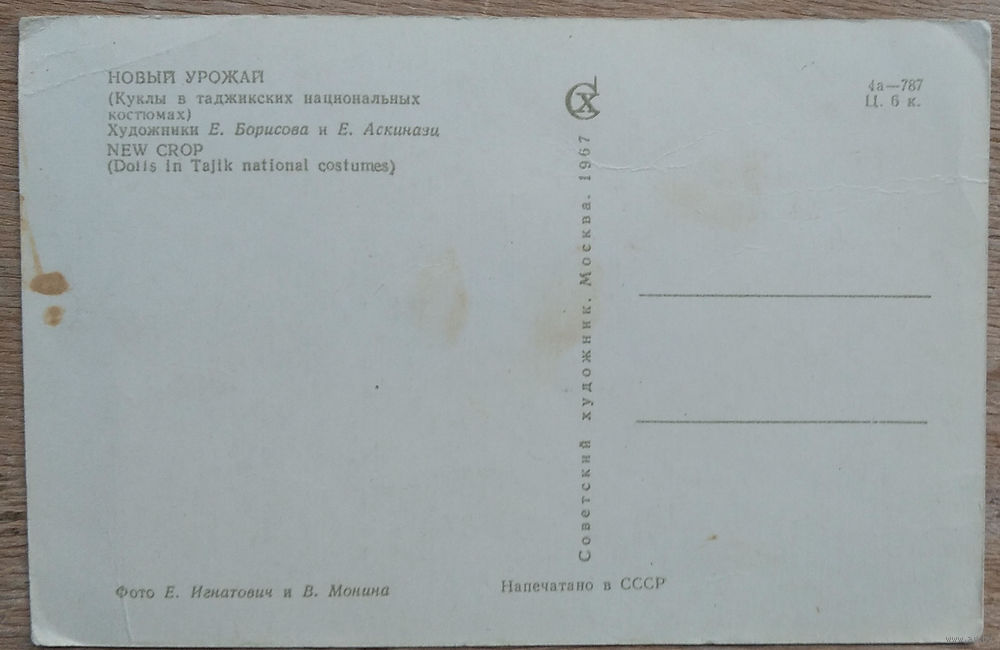 НОВЫЙ УРОЖАЙ
(Куклы в таджикских национальных
костюмах)
Художники Е. Борисова и Е. Аскинази
NEW CROP
(Dolls in Tajik national costumes)
СХ
4а—787
Ц. 6 к.
Советский художник. Москва. 1967
Фото Е. Игнатович и В. Монина
Напечатано в СССР